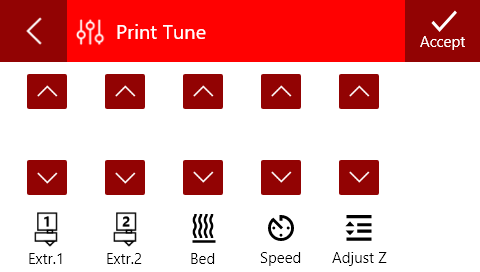 Print Tune
Accept
1
2
Extr.1
Extr.2
Bed
Speed
Adjust Z